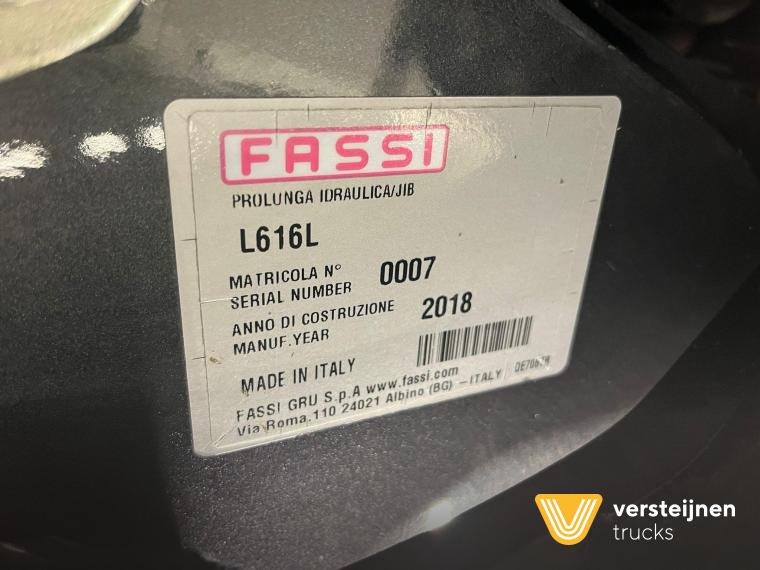 FASSI
PROLUNGA IDRAULICA/JIB
L616L
MATRICOLA N°
SERIAL NUMBER 0007
ANNO DI COSTRUZIONE
MANUF.YEAR 2018
MADE IN ITALY
FASSI GRU S.p.A www.fassi.com
Via Roma,110 24021 Albino (BG) – ITALY
versteijnen
trucks